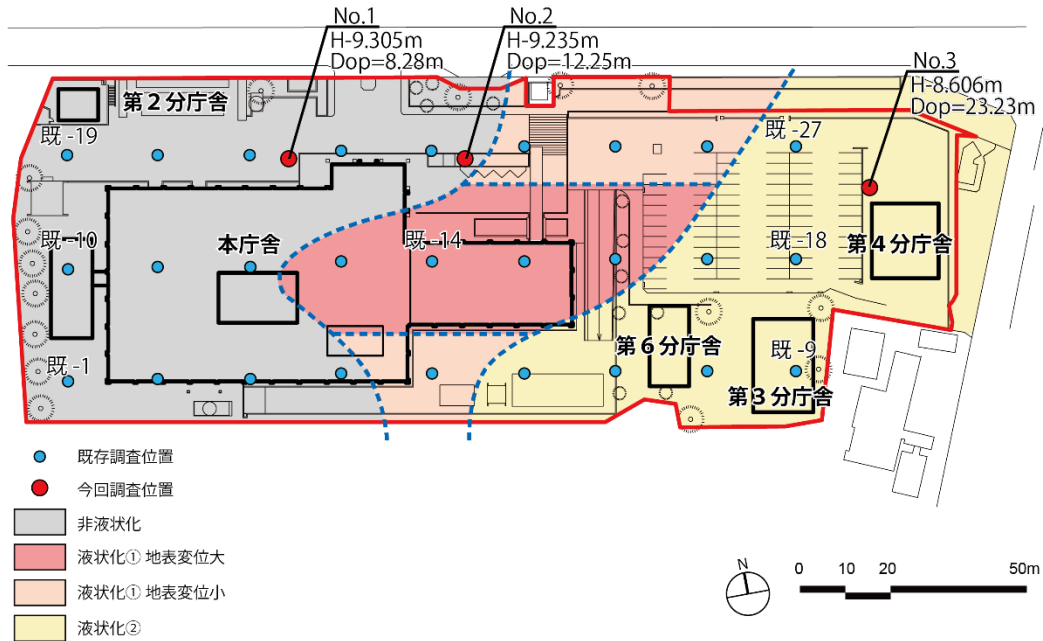 No.1
H-9.305m
Dop=8.28m
No.2
H-9.235m
Dop=12.25m
No.3
H-8.606m
Dop=23.23m
第2分庁舎
既-19
既-27
既-10
本庁舎
既-14
既-18
第4分庁舎
既-1
第6分庁舎
既-9
第3分庁舎
既存調査位置
今回調査位置
非液状化
液状化① 地表変位大
液状化① 地表変位小
液状化②
N
0 10 20 50m